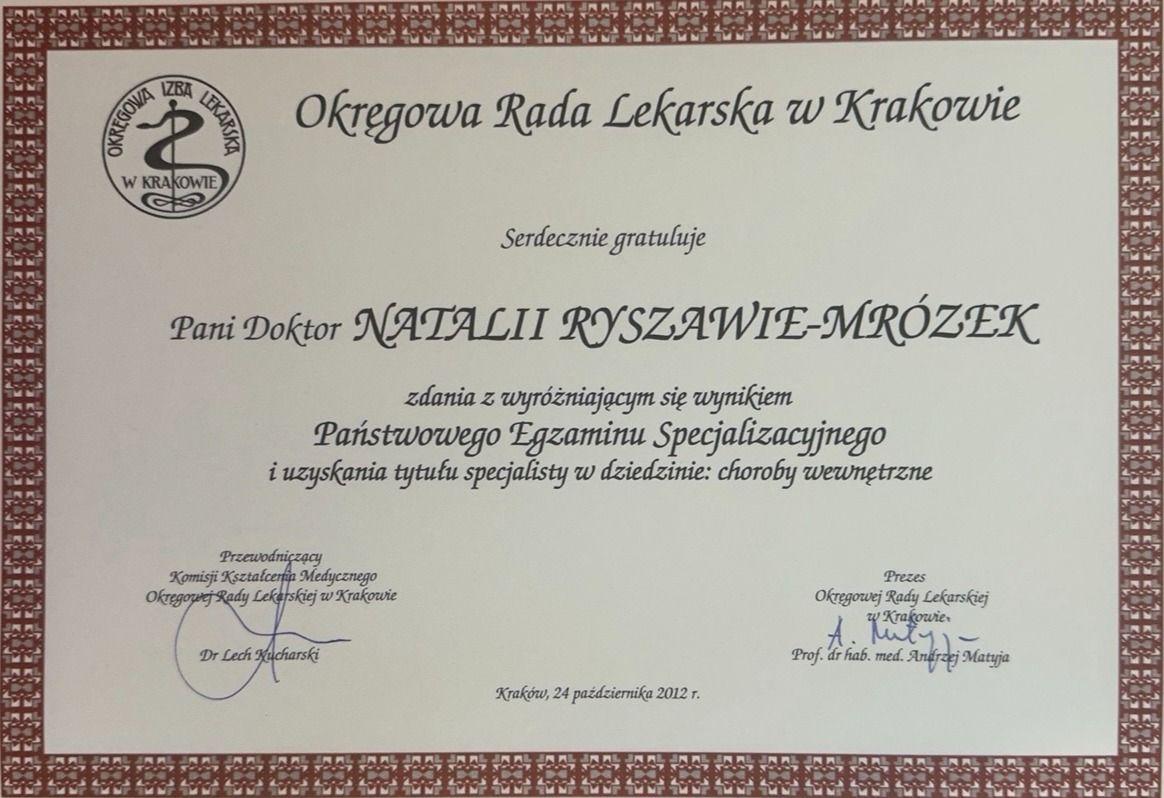 OKRĘGOWA IZBA LEKARSKA
W KRAKOWIE
Okręgowa Rada Lekarska w Krakowie
Serdecznie gratuluje
Pani Doktor NATALII RYSZAWIE-MRÓZEK
zdania z wyróżniającym się wynikiem
Państwowego Egzaminu Specjalizacyjnego
i uzyskania tytułu specjalisty w dziedzinie: choroby wewnętrzne
Przewodniczący
Komisji Kształcenia Medycznego
Okręgowej Rady Lekarskiej w Krakowie
Dr Lech Kucharski
Prezes
Okręgowej Rady Lekarskiej
w Krakowie
A. Matyja
Prof. dr hab. med. Andrzej Matyja
Kraków, 24 października 2012 r.